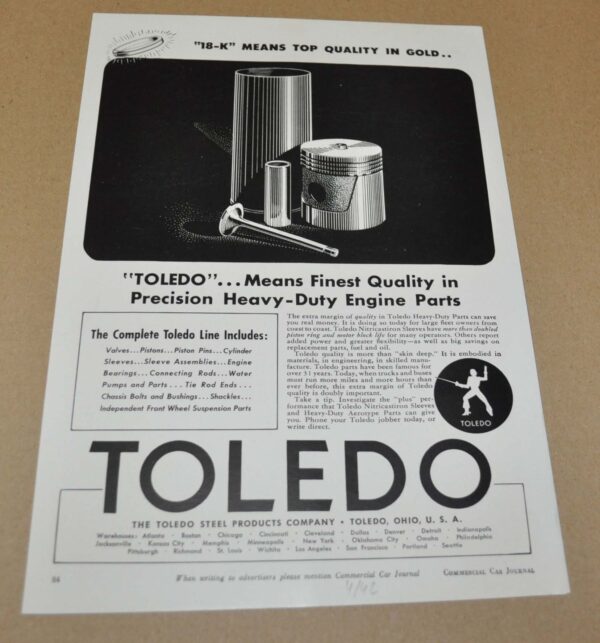 "18-K" MEANS TOP QUALITY IN GOLD..
"TOLEDO"...Means Finest Quality in
Precision Heavy-Duty Engine Parts
The Complete Toledo Line Includes:
Valves...Pistons...Piston Pins...Cylinder
Sleeves...Sleeve Assemblies...Engine
Bearings...Connecting Rods...Water
Pumps and Parts...Tie Rod Ends...
Chassis Bolts and Bushings...Shackles...
Independent Front Wheel Suspension Parts
The extra margin of quality in Toledo Heavy-Duty Parts can save
you real money. It is doing so today for large fleet owners from
coast to coast. Toledo Nitricastiron Sleeves have more than doubled
piston ring and motor block life for many operators. Others report
added power and greater flexibility—as well as big savings on
replacement parts, fuel and oil.
Toledo quality is more than "skin deep." It is embodied in
materials, in engineering, in skilled manu-
facture. Toledo parts have been famous for
over 31 years. Today, when trucks and buses
must run more miles and more hours than
ever before, this extra margin of Toledo
quality is doubly important.
Take a tip. Investigate the "plus" per-
formance that Toledo Nitricastiron Sleeves
and Heavy-Duty Aerotype Parts can give
you. Phone your Toledo jobber today, or
write direct.
TOLEDO
TOLEDO
THE TOLEDO STEEL PRODUCTS COMPANY • TOLEDO, OHIO, U. S. A.
Warehouses: Atlanta · Boston · Chicago · Cincinnati · Cleveland · Dallas · Denver · Detroit · Indianapolis
Jacksonville · Kansas City · Memphis · Minneapolis · New York · Oklahoma City · Omaha · Philadelphia
Pittsburgh · Richmond · St. Louis · Wichita · Los Angeles · San Francisco · Portland · Seattle
When writing to advertisers please mention Commercial Car Journal
COMMERCIAL CAR JOURNAL
4/42